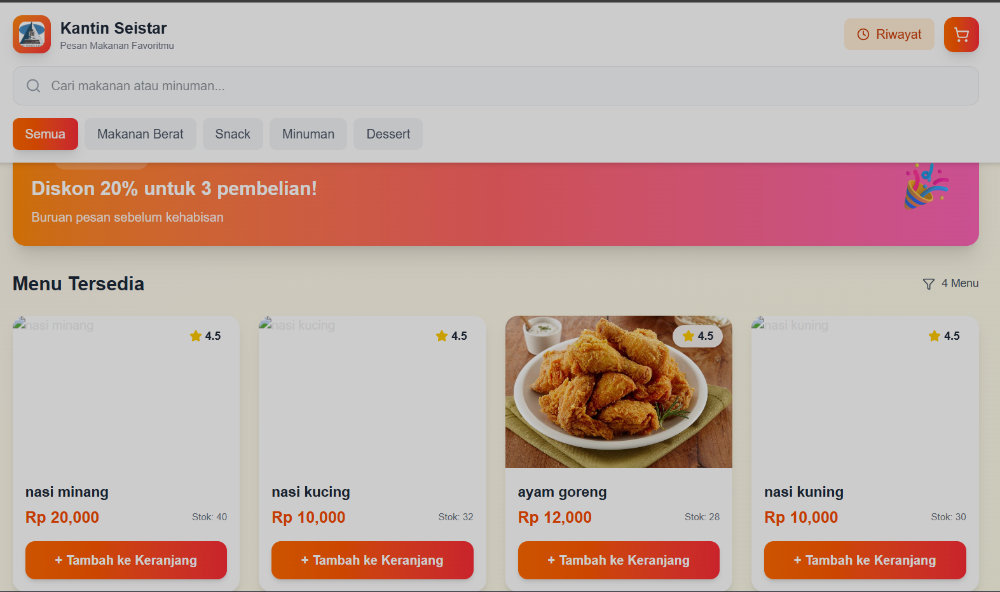 Kantin Seistar
Pesan Makanan Favoritmu
Riwayat
Cari makanan atau minuman...
Semua
Makanan Berat
Snack
Minuman
Dessert
Diskon 20% untuk 3 pembelian!
Buruan pesan sebelum kehabisan
Menu Tersedia
4 Menu
nasi minang
4.5
nasi minang
Rp 20,000
Stok: 40
+ Tambah ke Keranjang
nasi kucing
4.5
nasi kucing
Rp 10,000
Stok: 32
+ Tambah ke Keranjang
4.5
ayam goreng
Rp 12,000
Stok: 28
+ Tambah ke Keranjang
nasi kuning
4.5
nasi kuning
Rp 10,000
Stok: 30
+ Tambah ke Keranjang